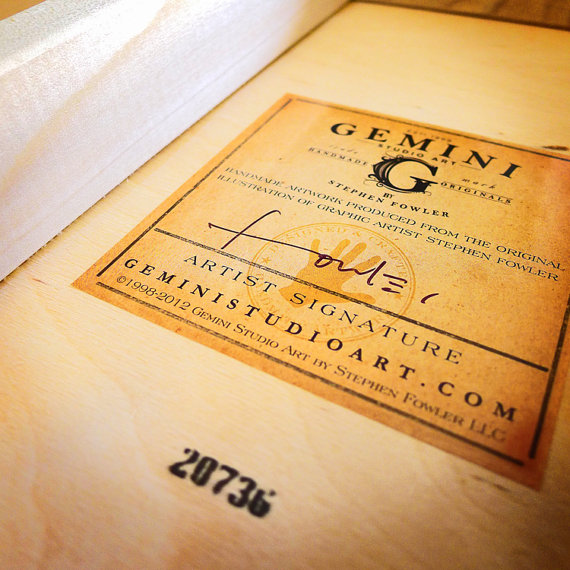 GEMINI
STUDIO ART
trade mark
HANDMADE G ORIGINALS
BY
STEPHEN FOWLER
HANDMADE ARTWORK PRODUCED FROM THE ORIGINAL
ILLUSTRATION OF GRAPHIC ARTIST STEPHEN FOWLER
Fowler
ARTIST SIGNATURE
GEMINISTUDIOART.COM
©1998-2012 GEMINI STUDIO ART BY STEPHEN FOWLER LLC
20736